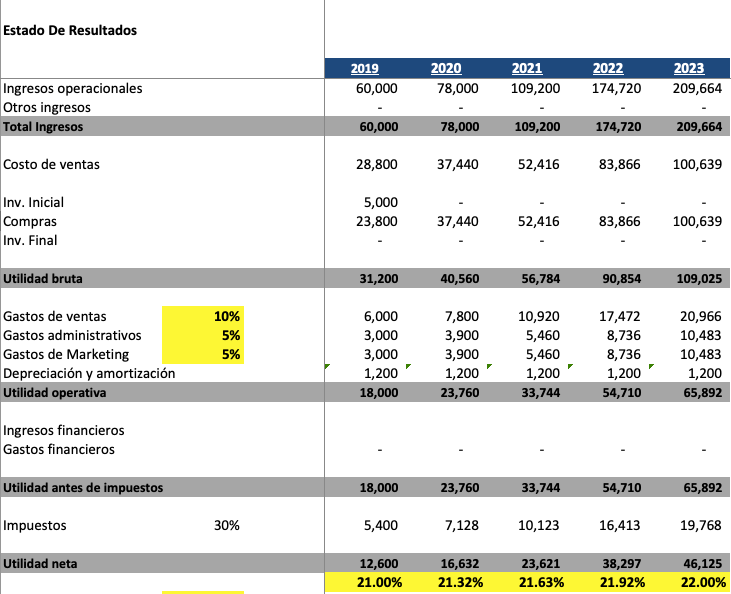 Estado De Resultados
2019 2020 2021 2022 2023
Ingresos operacionales 60,000 78,000 109,200 174,720 209,664
Otros ingresos - - - - -
Total Ingresos 60,000 78,000 109,200 174,720 209,664
Costo de ventas 28,800 37,440 52,416 83,866 100,639
Inv. Inicial 5,000 - - - -
Compras 23,800 37,440 52,416 83,866 100,639
Inv. Final - - - - -
Utilidad bruta 31,200 40,560 56,784 90,854 109,025
Gastos de ventas 10% 6,000 7,800 10,920 17,472 20,966
Gastos administrativos 5% 3,000 3,900 5,460 8,736 10,483
Gastos de Marketing 5% 3,000 3,900 5,460 8,736 10,483
Depreciación y amortización 1,200 1,200 1,200 1,200 1,200
Utilidad operativa 18,000 23,760 33,744 54,710 65,892
Ingresos financieros
Gastos financieros - - - - -
Utilidad antes de impuestos 18,000 23,760 33,744 54,710 65,892
Impuestos 30% 5,400 7,128 10,123 16,413 19,768
Utilidad neta 12,600 16,632 23,621 38,297 46,125
21.00% 21.32% 21.63% 21.92% 22.00%